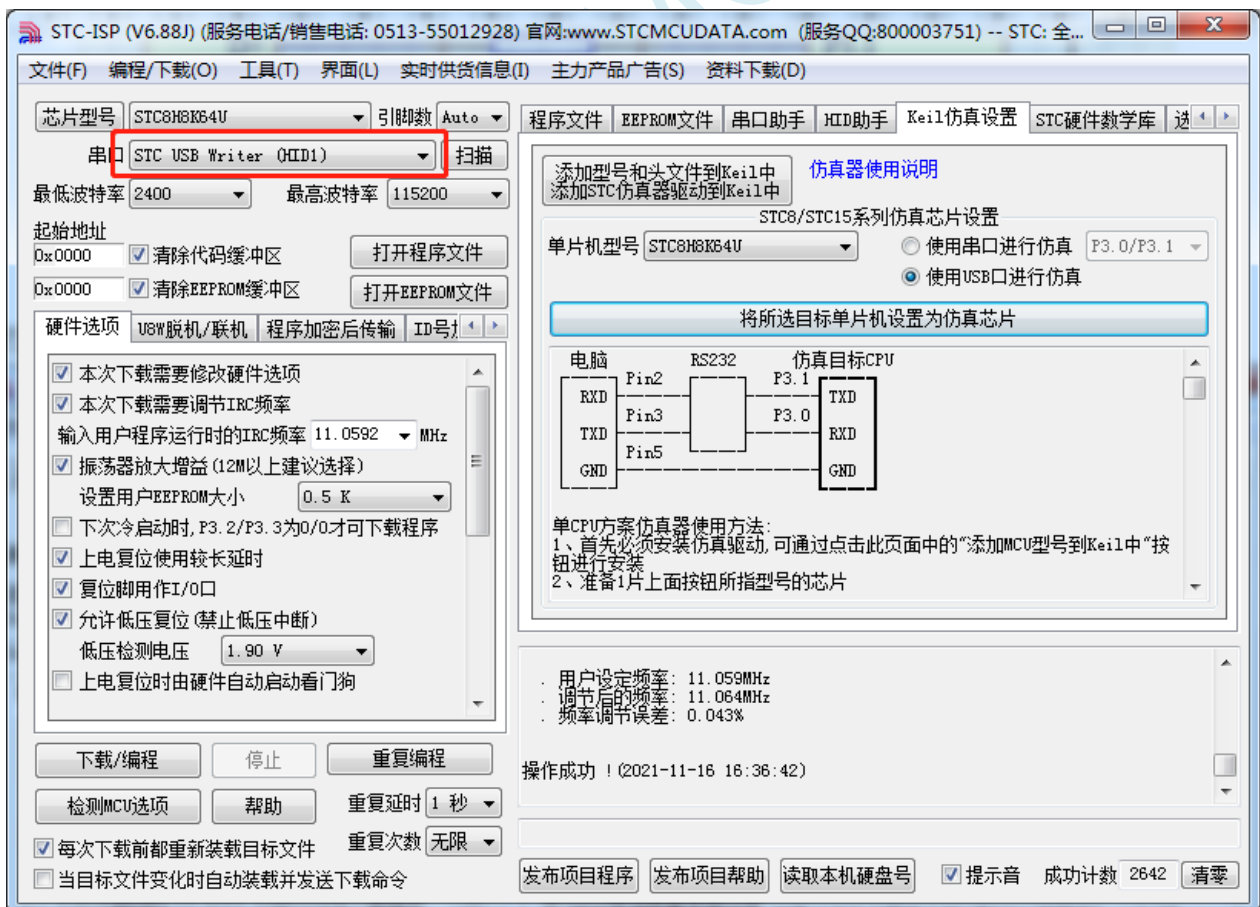 STC-ISP (V6.88J) (服务电话/销售电话: 0513-55012928) 官网:www.STCMCUDATA.com (服务QQ:800003751) -- STC: 全...
文件(F) 编程/下载(O) 工具(T) 界面(L) 实时供货信息(I) 主力产品广告(S) 资料下载(D)
芯片型号 STC8H8K64U 引脚数 Auto
串口 STC USB Writer (HID1) 扫描
最低波特率 2400 最高波特率 115200
起始地址
0x0000 清除代码缓冲区 打开程序文件
0x0000 清除EEPROM缓冲区 打开EEPROM文件
硬件选项 U8W脱机/联机 程序加密后传输 ID号
本次下载需要修改硬件选项
本次下载需要调节IRC频率
输入用户程序运行时的IRC频率 11.0592 MHz
振荡器放大增益(12M以上建议选择)
设置用户EEPROM大小 0.5 K
下次冷启动时,P3.2/P3.3为0/0才可下载程序
上电复位使用较长延时
复位脚用作I/O口
允许低压复位(禁止低压中断)
低压检测电压 1.90 V
上电复位时由硬件自动启动看门狗
下载/编程 停止 重复编程
检测MCU选项 帮助 重复延时 1 秒
每次下载前都重新装载目标文件 重复次数 无限
当目标文件变化时自动装载并发送下载命令
程序文件 EEPROM文件 串口助手 HID助手 Keil仿真设置 STC硬件数学库 选
添加型号和头文件到Keil中
添加STC仿真器驱动到Keil中
仿真器使用说明
STC8/STC15系列仿真芯片设置
单片机型号 STC8H8K64U 使用串口进行仿真 P3.0/P3.1
使用USB口进行仿真
将所选目标单片机设置为仿真芯片
电脑 RS232 仿真目标CPU
Pin2 P3.1
RXD TXD
Pin3 P3.0
TXD RXD
Pin5
GND GND
单CPU方案仿真器使用方法:
1、首先必须安装仿真驱动,可通过点击此页面中的“添加MCU型号到Keil中”按
钮进行安装
2、准备1片上面按钮所指型号的芯片
. 用户设定频率: 11.059MHz
. 调节后的频率: 11.064MHz
. 频率调节误差: 0.043%
操作成功 !(2021-11-16 16:36:42)
发布项目程序 发布项目帮助 读取本机硬盘号 提示音 成功计数 2642 清零